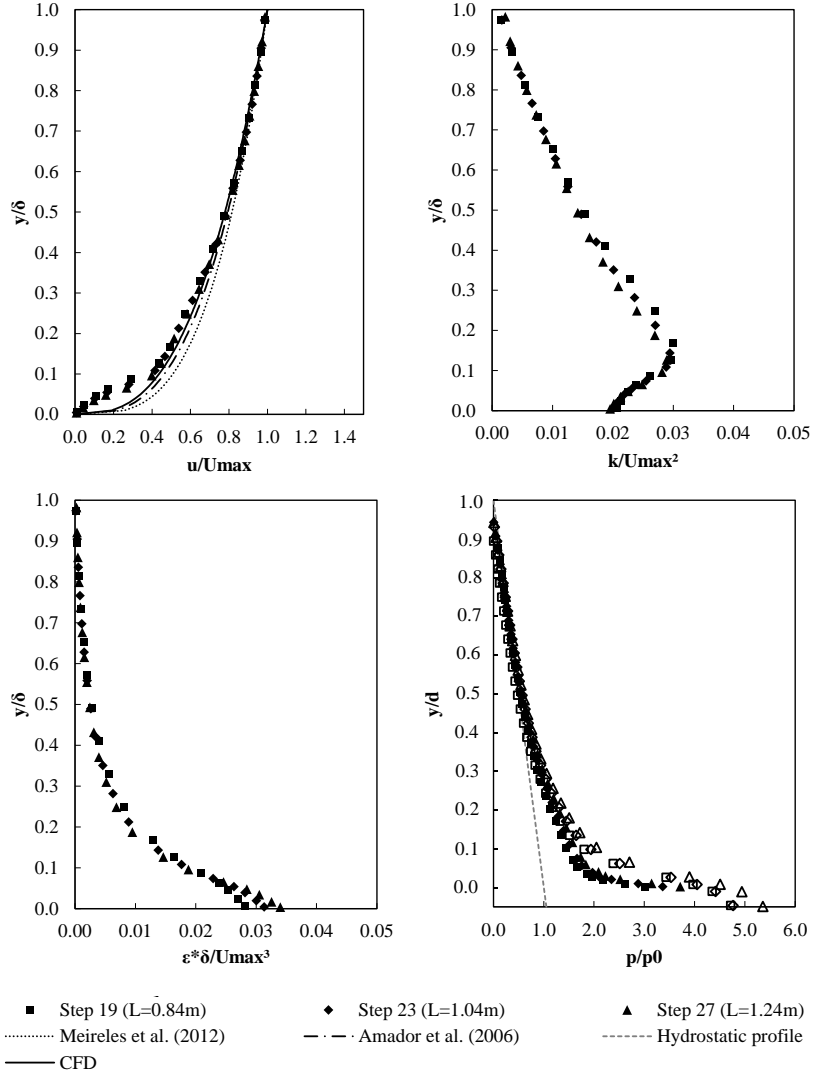 1.0
0.9
0.8
0.7
0.6
0.5
0.4
0.3
0.2
0.1
0.0
y/δ
0.0 0.2 0.4 0.6 0.8 1.0 1.2 1.4
u/Umax
1.0
0.9
0.8
0.7
0.6
0.5
0.4
0.3
0.2
0.1
0.0
y/δ
0.00 0.01 0.02 0.03 0.04 0.05
k/Umax²
1.0
0.9
0.8
0.7
0.6
0.5
0.4
0.3
0.2
0.1
0.0
y/δ
0.00 0.01 0.02 0.03 0.04 0.05
ε*δ/Umax³
1.0
0.9
0.8
0.7
0.6
0.5
0.4
0.3
0.2
0.1
0.0
y/d
0.0 1.0 2.0 3.0 4.0 5.0 6.0
p/p0
Step 19 (L=0.84m) Step 23 (L=1.04m) Step 27 (L=1.24m)
Meireles et al. (2012) Amador et al. (2006) Hydrostatic profile
CFD